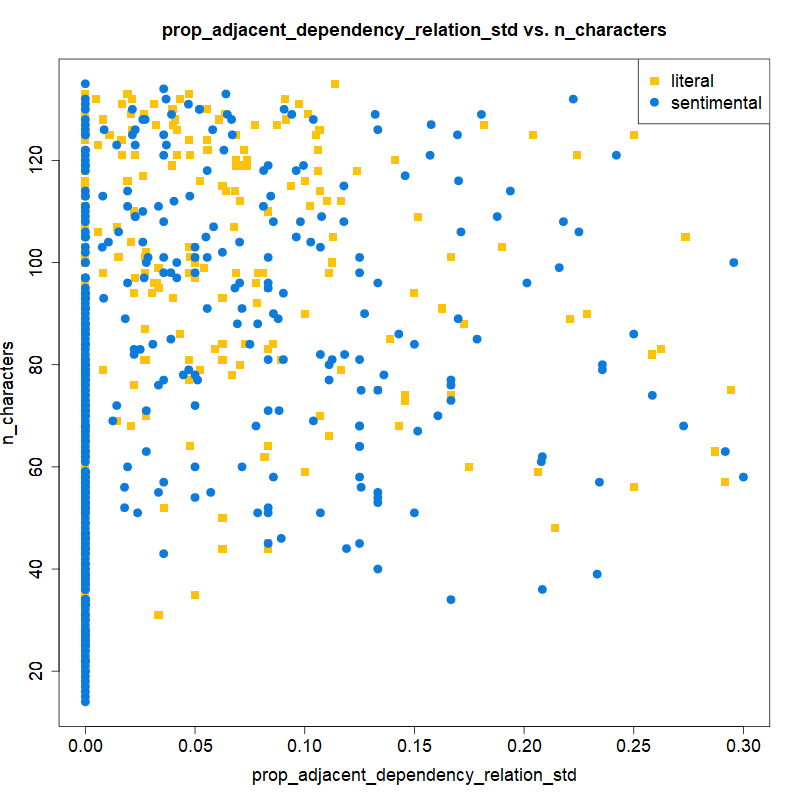 prop_adjacent_dependency_relation_std vs. n_characters
literal
sentimental
n_characters
120
100
80
60
40
20
0.00 0.05 0.10 0.15 0.20 0.25 0.30
prop_adjacent_dependency_relation_std